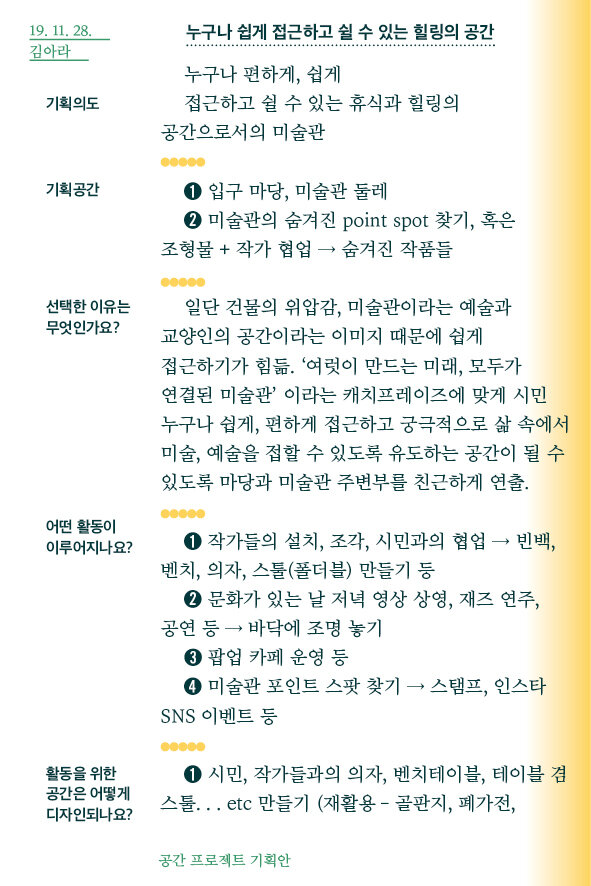 19. 11. 28.
김아라
누구나 쉽게 접근하고 쉴 수 있는 힐링의 공간
기획의도
누구나 편하게, 쉽게
접근하고 쉴 수 있는 휴식과 힐링의
공간으로서의 미술관
기획공간
❶ 입구 마당, 미술관 둘레
❷ 미술관의 숨겨진 point spot 찾기, 혹은
조형물 + 작가 협업 → 숨겨진 작품들
선택한 이유는
무엇인가요?
일단 건물의 위압감, 미술관이라는 예술과
교양인의 공간이라는 이미지 때문에 쉽게
접근하기가 힘듦. ‘여럿이 만드는 미래, 모두가
연결된 미술관’ 이라는 캐치프레이즈에 맞게 시민
누구나 쉽게, 편하게 접근하고 궁극적으로 삶 속에서
미술, 예술을 접할 수 있도록 유도하는 공간이 될 수
있도록 마당과 미술관 주변부를 친근하게 연출.
어떤 활동이
이루어지나요?
❶ 작가들의 설치, 조각, 시민과의 협업 → 빈백,
벤치, 의자, 스툴(폴더블) 만들기 등
❷ 문화가 있는 날 저녁 영상 상영, 재즈 연주,
공연 등 → 바닥에 조명 놓기
❸ 팝업 카페 운영 등
❹ 미술관 포인트 스팟 찾기 → 스탬프, 인스타
SNS 이벤트 등
활동을 위한
공간은 어떻게
디자인되나요?
❶ 시민, 작가들과의 의자, 벤치테이블, 테이블 겸
스툴. . . etc 만들기 (재활용 – 골판지, 폐가전,
공간 프로젝트 기획안